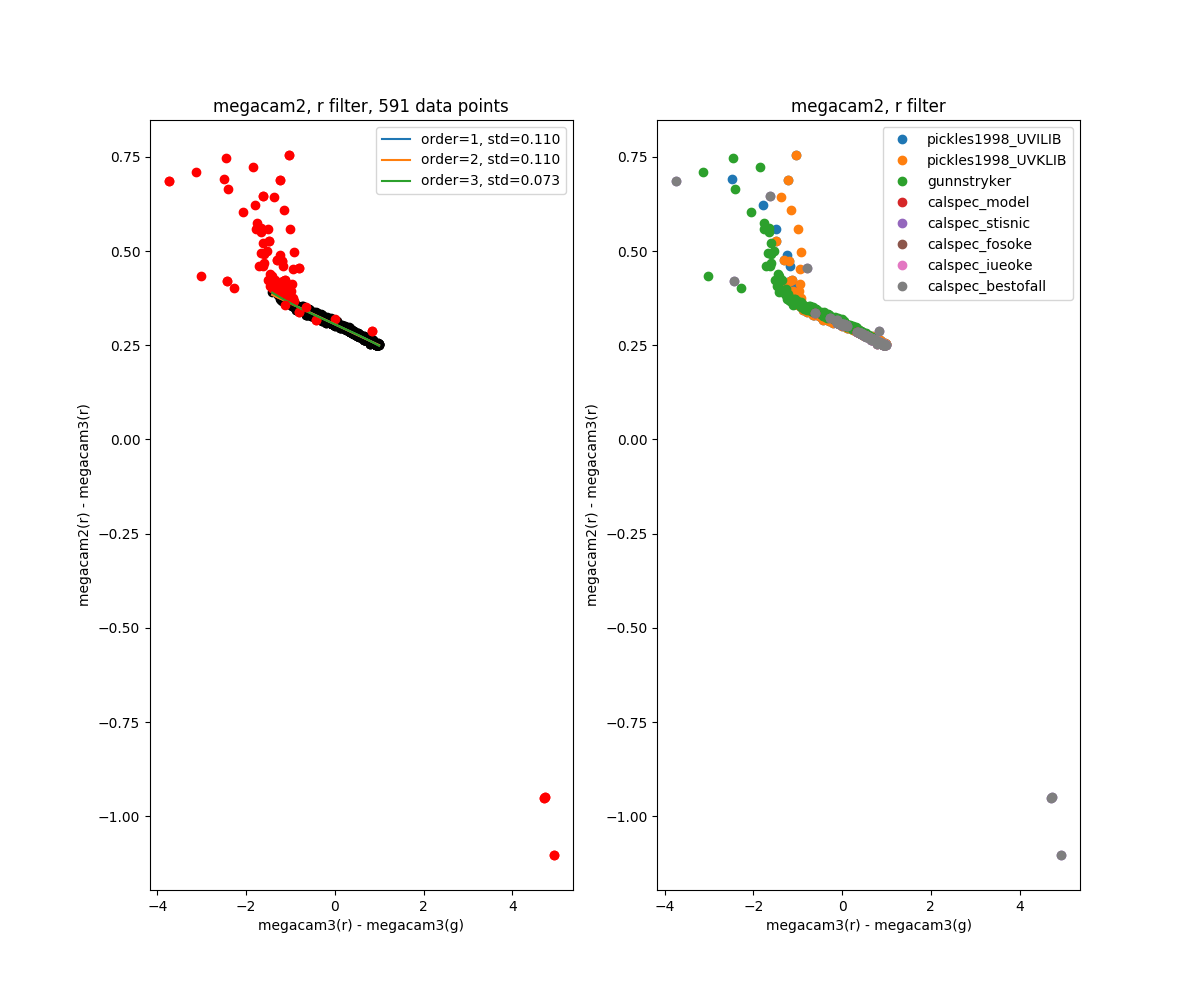 megacam2, r filter, 591 data points
order=1, std=0.110
order=2, std=0.110
order=3, std=0.073
0.75
0.50
0.25
0.00
−0.25
−0.50
−0.75
−1.00
megacam2(r) - megacam3(r)
−4
−2
0
2
4
megacam3(r) - megacam3(g)
megacam2, r filter
pickles1998_UVILIB
pickles1998_UVKLIB
gunnstryker
calspec_model
calspec_stisnic
calspec_fosoke
calspec_iueoke
calspec_bestofall
0.75
0.50
0.25
0.00
−0.25
−0.50
−0.75
−1.00
megacam2(r) - megacam3(r)
−4
−2
0
2
4
megacam3(r) - megacam3(g)